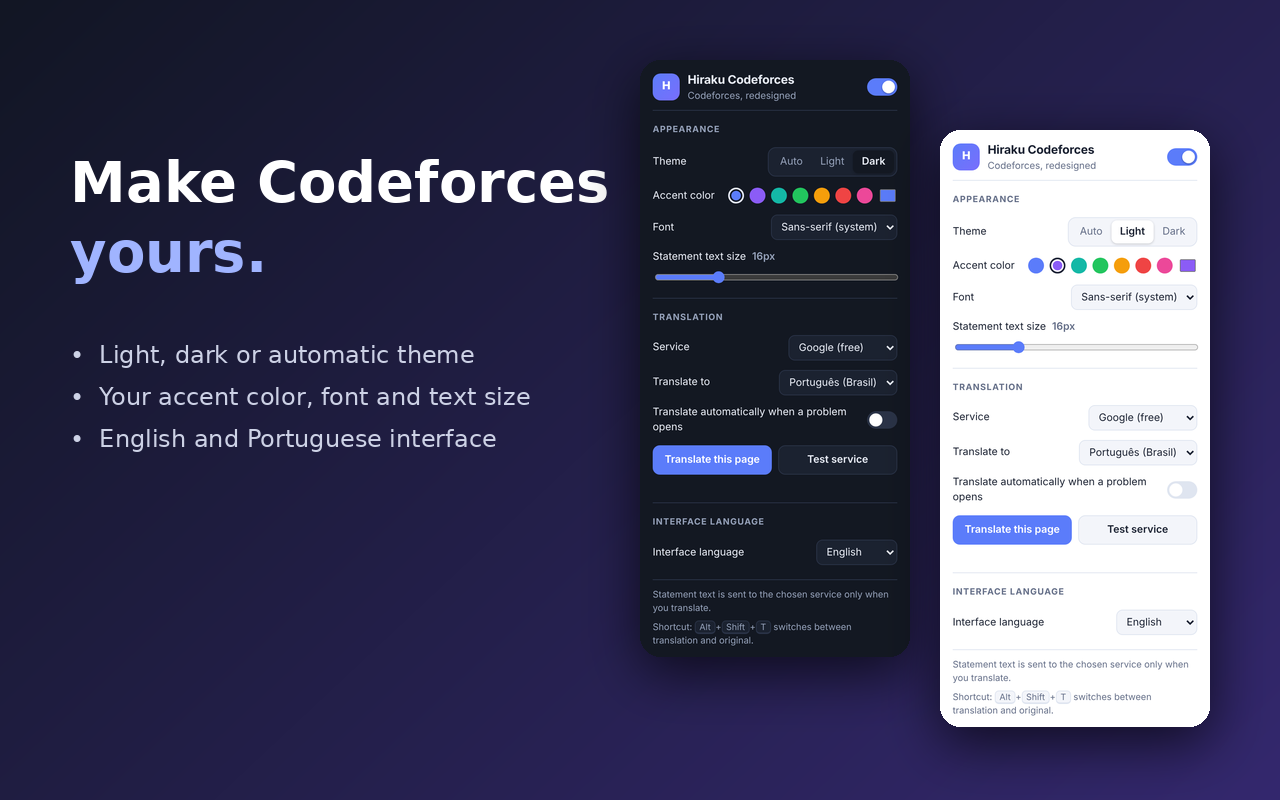 Make Codeforces
yours.
• Light, dark or automatic theme
• Your accent color, font and text size
• English and Portuguese interface
H
Hiraku Codeforces
Codeforces, redesigned
APPEARANCE
Theme Auto Light Dark
Accent color
Font Sans-serif (system)
Statement text size 16px
TRANSLATION
Service Google (free)
Translate to Português (Brasil)
Translate automatically when a problem
opens
Translate this page Test service
INTERFACE LANGUAGE
Interface language English
Statement text is sent to the chosen service only when
you translate.
Shortcut: Alt+Shift+T switches between
translation and original.
H
Hiraku Codeforces
Codeforces, redesigned
APPEARANCE
Theme Auto Light Dark
Accent color
Font Sans-serif (system)
Statement text size 16px
TRANSLATION
Service Google (free)
Translate to Português (Brasil)
Translate automatically when a problem
opens
Translate this page Test service
INTERFACE LANGUAGE
Interface language English
Statement text is sent to the chosen service only when
you translate.
Shortcut: Alt+Shift+T switches between
translation and original.